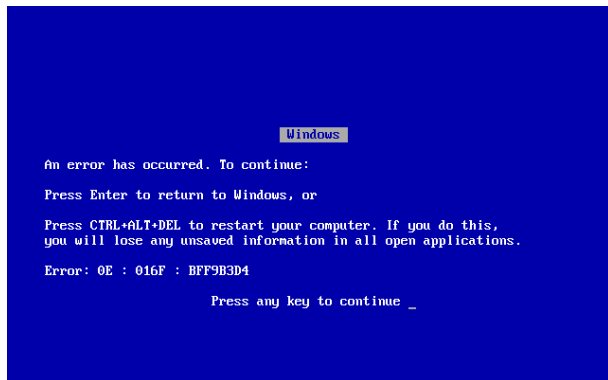 Windows
An error has occurred. To continue:
Press Enter to return to Windows, or
Press CTRL+ALT+DEL to restart your computer. If you do this,
you will lose any unsaved information in all open applications.
Error: 0E : 016F : BFF9B3D4
Press any key to continue _